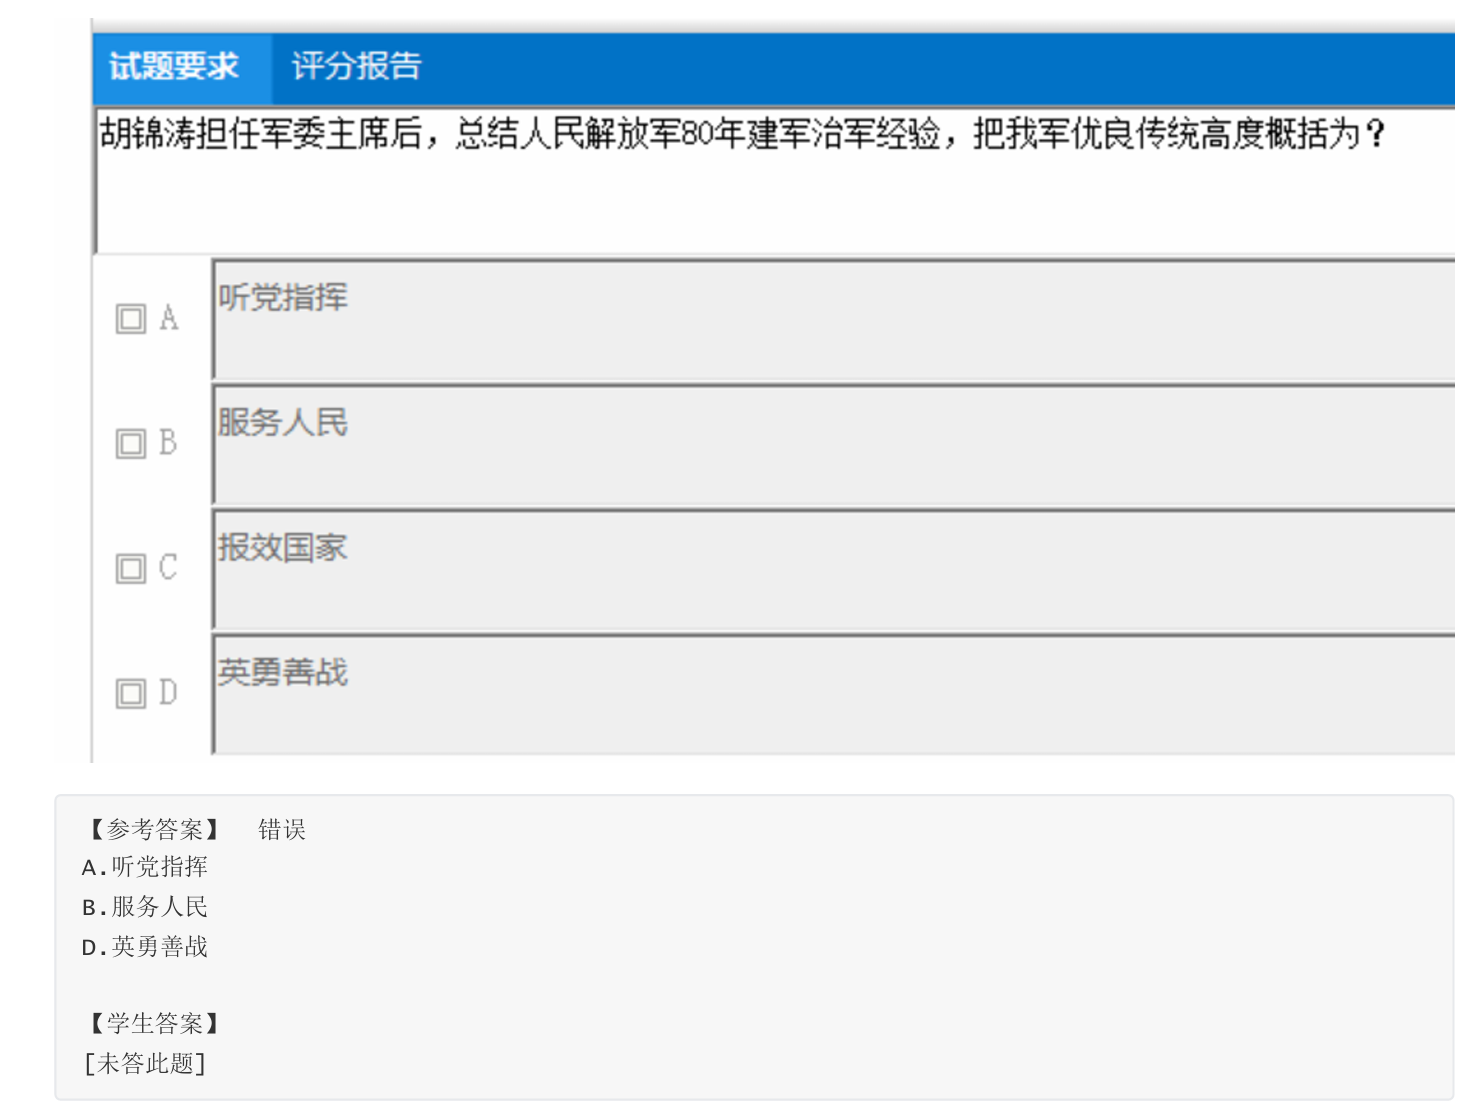 试题要求 评分报告
胡锦涛担任军委主席后，总结人民解放军80年建军治军经验，把我军优良传统高度概括为？
A 听党指挥
B 服务人民
C 报效国家
D 英勇善战
【参考答案】 错误
A.听党指挥
B.服务人民
D.英勇善战
【学生答案】
[未答此题]